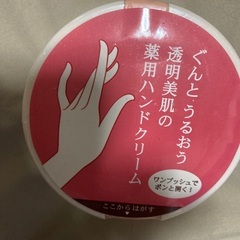 ぐんとうるおう
透明美肌の
薬用ハンドクリーム
ワンプッシュで
ポンと開く！
ここからはがす